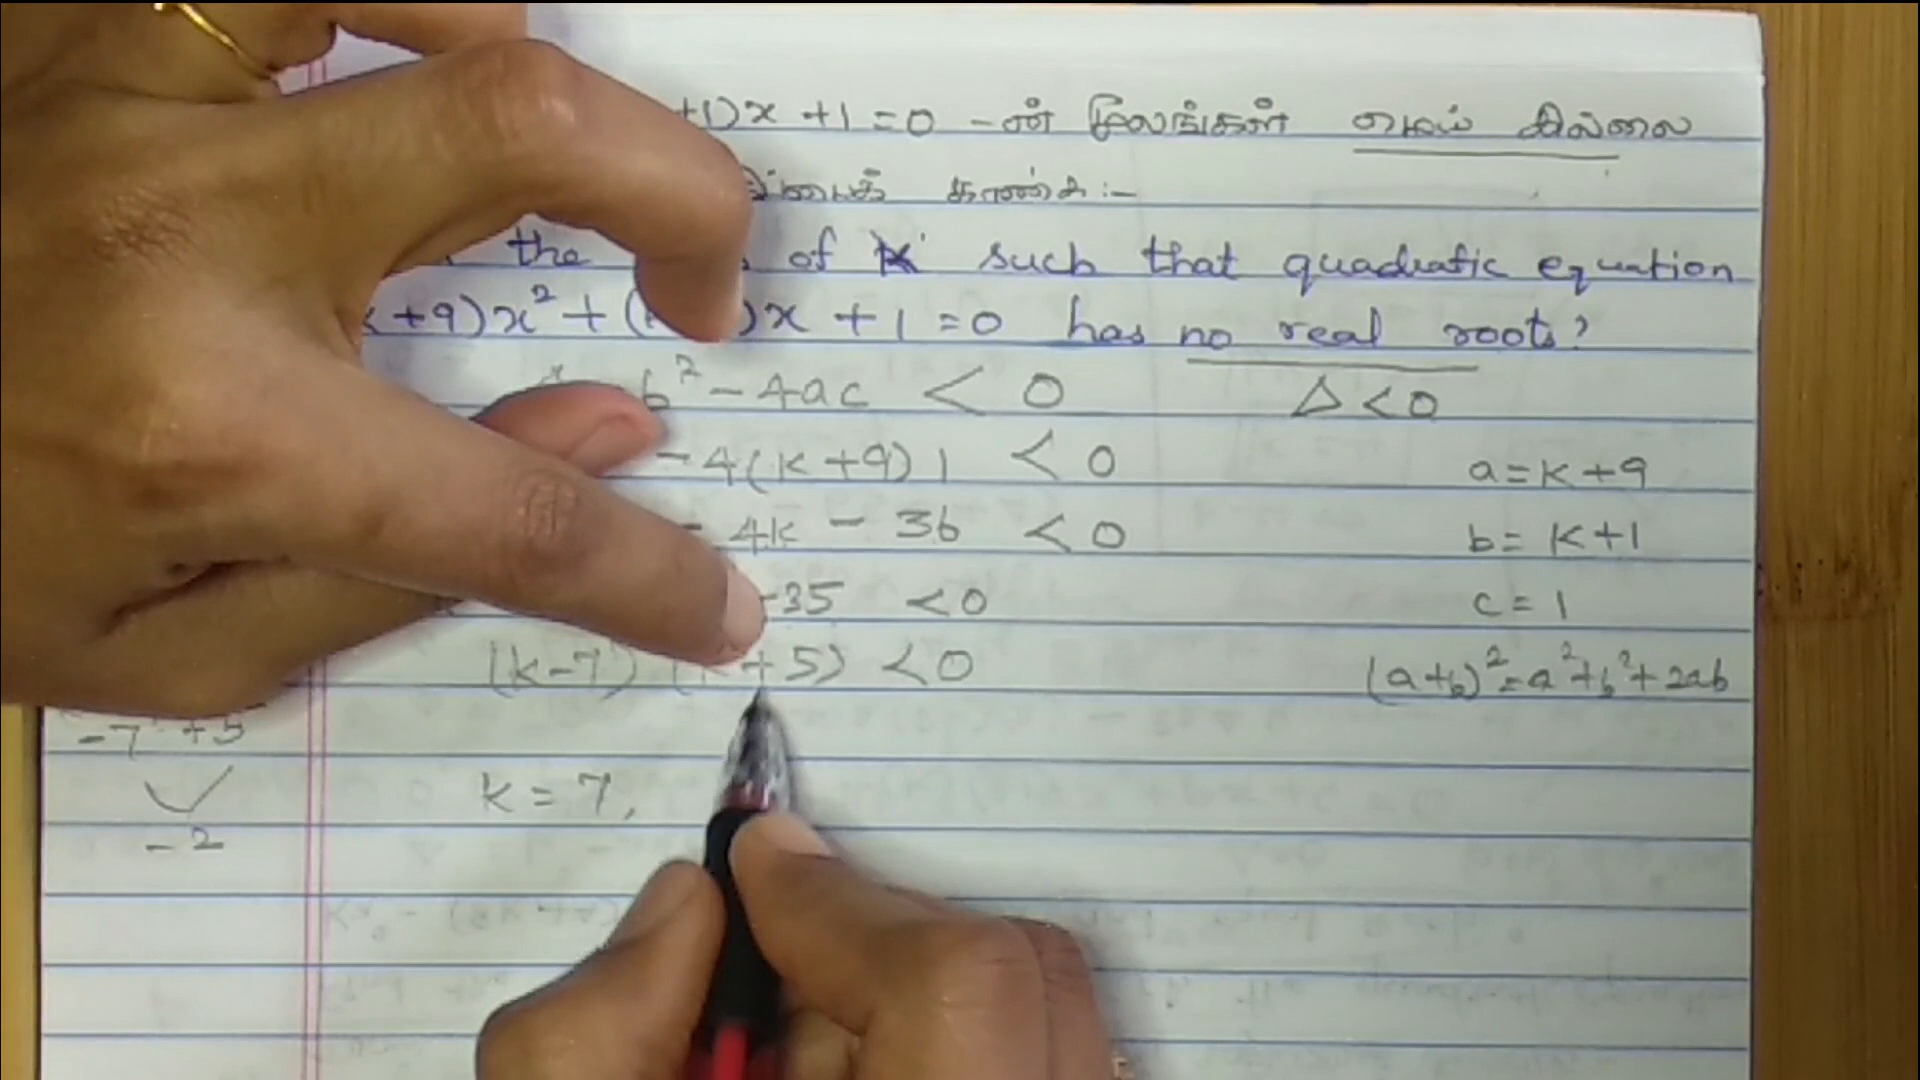 +1)x +1 = 0 - ன் மூலங்கள் மெய் இல்லை
காண்க :-
the of 'k' such that quadratic equation
+9)x² + ( )x + 1 = 0 has no real roots?
b² - 4ac < 0 Δ < 0
- 4(k+9) 1 < 0 a = k+9
- 4k - 36 < 0 b = k+1
-35 < 0 c = 1
(k-7) ( +5) < 0 (a+b)² = a²+b²+2ab
-7 +5
k = 7,
-2